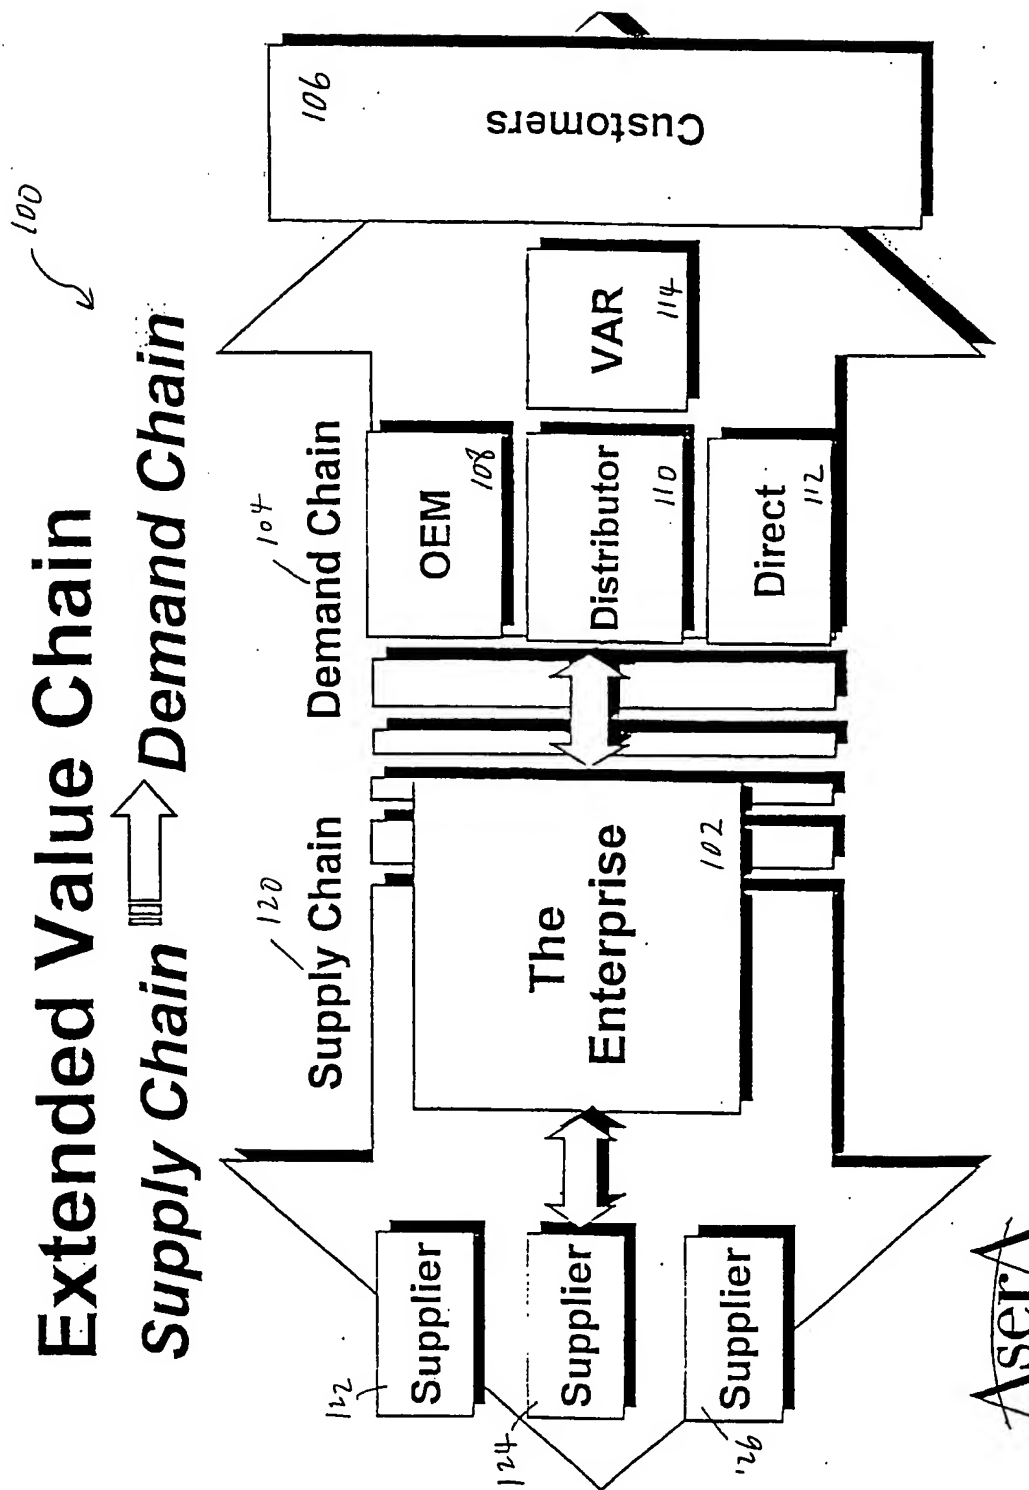 Extended Value Chain
Supply Chain Demand Chain
100
120
Supply Chain
104
Demand Chain
122
Supplier
124
Supplier
126
Supplier
The
Enterprise
102
OEM
108
Distributor
110
Direct
112
VAR
114
Customers
106
AserA